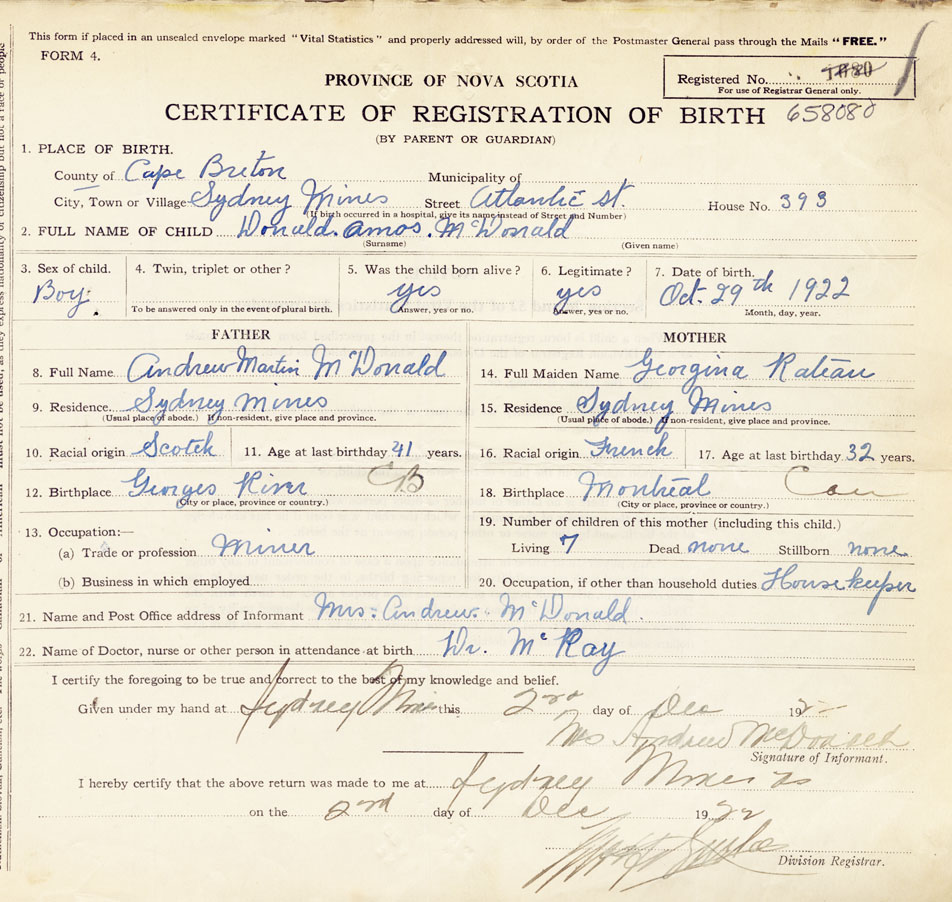 This form if placed in an unsealed envelope marked "Vital Statistics" and properly addressed will, by order of the Postmaster General pass through the Mails "FREE."
FORM 4.
PROVINCE OF NOVA SCOTIA
Registered No.
For use of Registrar General only.
CERTIFICATE OF REGISTRATION OF BIRTH 658080
(BY PARENT OR GUARDIAN)
1. PLACE OF BIRTH.
County of Cape Breton Municipality of
City, Town or Village Sydney Mines Street Atlantic St. House No. 393
(If birth occurred in a hospital, give its name instead of Street and Number)
2. FULL NAME OF CHILD Donald. Amos. McDonald
(Surname) (Given name)
3. Sex of child. 4. Twin, triplet or other? 5. Was the child born alive? 6. Legitimate? 7. Date of birth.
Boy. yes yes Oct. 29th 1922
To be answered only in the event of plural birth. Answer, yes or no. Answer, yes or no. Month, day, year.
FATHER MOTHER
8. Full Name Andrew Martin McDonald 14. Full Maiden Name Georgina Rateau
9. Residence Sydney Mines 15. Residence Sydney Mines
(Usual place of abode.) If non-resident, give place and province. (Usual place of abode.) If non-resident, give place and province.
10. Racial origin Scotch 11. Age at last birthday 41 years. 16. Racial origin French 17. Age at last birthday 32 years.
12. Birthplace Georges River CB 18. Birthplace Montreal Can
(City or place, province or country.) (City or place, province or country.)
13. Occupation:— 19. Number of children of this mother (including this child.)
(a) Trade or profession Miner Living 7 Dead none Stillborn none
(b) Business in which employed 20. Occupation, if other than household duties Housekeeper
21. Name and Post Office address of Informant Mrs. Andrew McDonald.
22. Name of Doctor, nurse or other person in attendance at birth Dr. McKay
I certify the foregoing to be true and correct to the best of my knowledge and belief.
Given under my hand at Sydney Mines this 2nd day of Dec 192
Mrs Andrew McDonald
Signature of Informant.
I hereby certify that the above return was made to me at Sydney Mines
on the 2nd day of Dec 1922
Division Registrar.